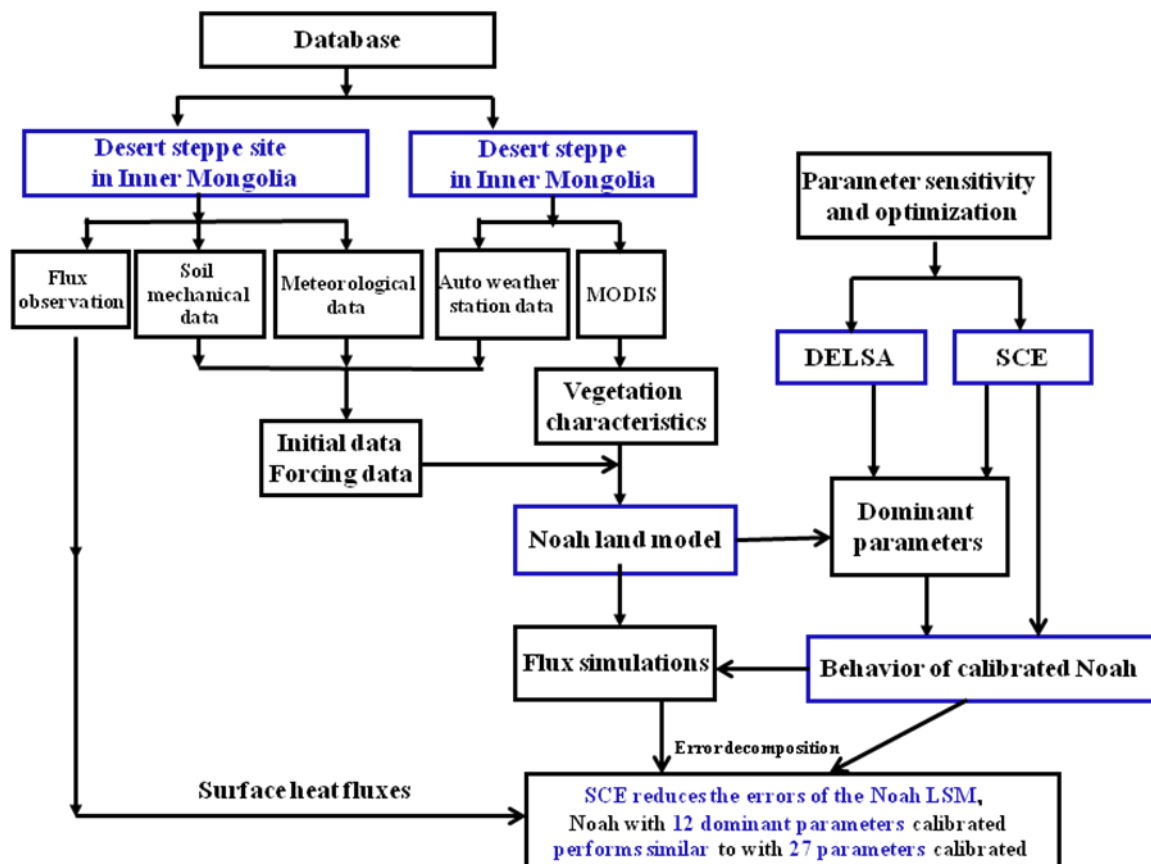 Database
Desert steppe site
in Inner Mongolia
Desert steppe
in Inner Mongolia
Parameter sensitivity
and optimization
Flux
observation
Soil
mechanical
data
Meteorological
data
Auto weather
station data
MODIS
DELSA
SCE
Vegetation
characteristics
Initial data
Forcing data
Noah land model
Dominant
parameters
Flux simulations
Behavior of calibrated Noah
Error decomposition
Surface heat fluxes
SCE reduces the errors of the Noah LSM,
Noah with 12 dominant parameters calibrated
performs similar to with 27 parameters calibrated